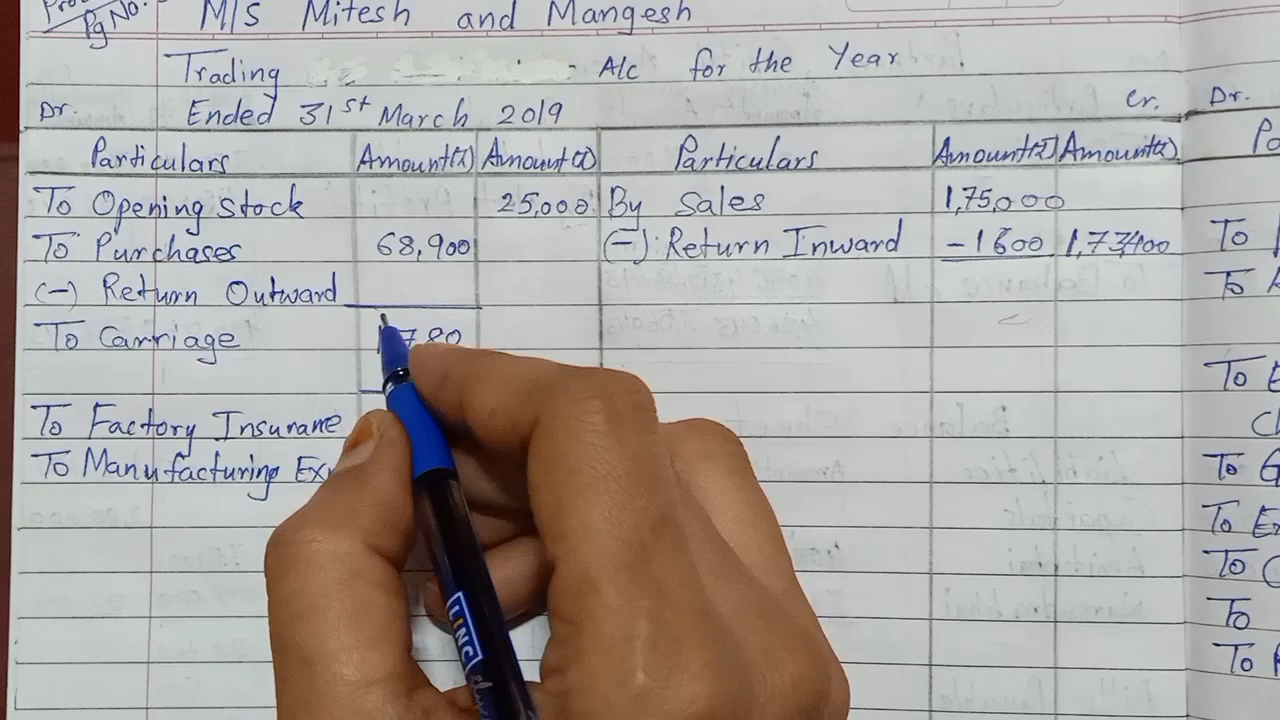 Pg No.
M/s Mitesh and Mangesh
Trading A/c for the Year
Dr. Ended 31st March 2019 Cr. Dr.
Particulars Amount(₹) Amount(₹) Particulars Amount(₹) Amount(₹)
To Opening stock 25,000 By Sales 1,75,000
To Purchases 68,900 (-) Return Inward -1600 1,73,400 To
(-) Return Outward To
To Carriage
To
To Factory Insurane
To Manufacturing To
To
To
To
To
LINC